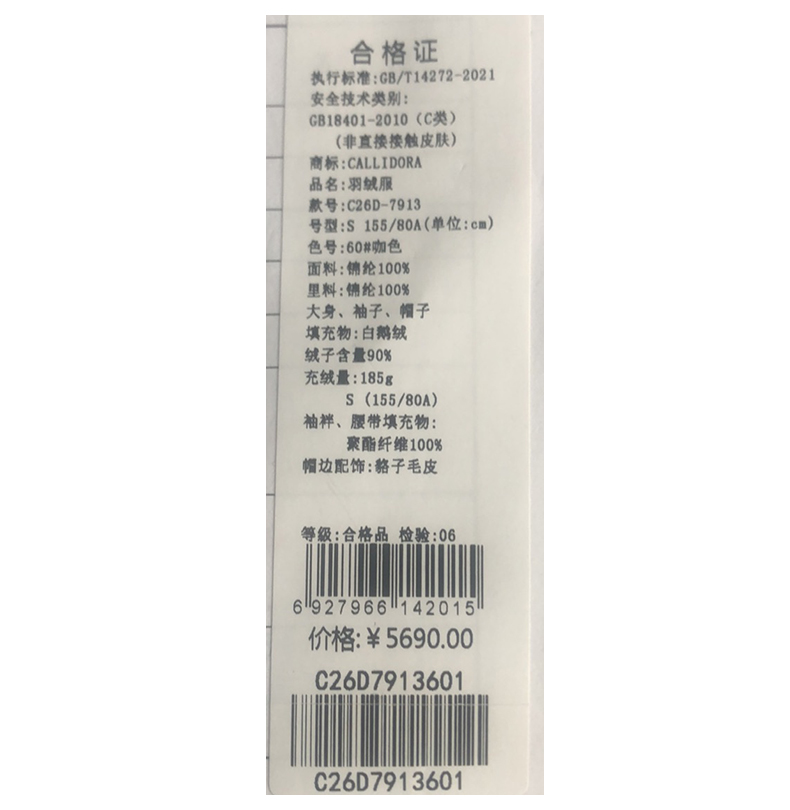 合格证
执行标准:GB/T14272-2021
安全技术类别:
GB18401-2010（C类）
(非直接接触皮肤)
商标:CALLIDORA
品名:羽绒服
款号:C26D-7913
号型:S 155/80A(单位:cm)
色号:60#咖色
面料:锦纶100%
里料:锦纶100%
大身、袖子、帽子
填充物:白鹅绒
绒子含量90%
充绒量:185g
S (155/80A)
袖袢、腰带填充物:
聚酯纤维100%
帽边配饰:貉子毛皮
等级:合格品 检验:06
6 927966 142015
价格:￥5690.00
C26D7913601
C26D7913601